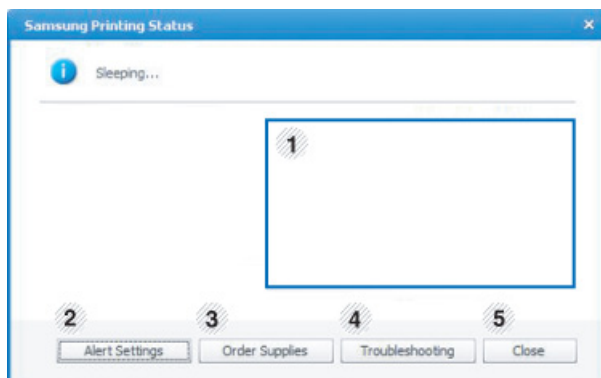 Samsung Printing Status
Sleeping...
1
2 3 4 5
Alert Settings Order Supplies Troubleshooting Close